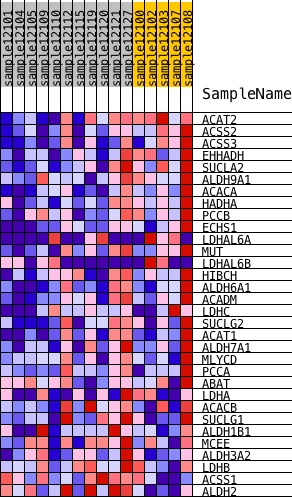 sample12101
sample12104
sample12105
sample12109
sample12110
sample12112
sample12115
sample12119
sample12120
sample12121
sample12122
sample12100
sample12102
sample12103
sample12107
sample12108
SampleName
ACAT2
ACSS2
ACSS3
EHHADH
SUCLA2
ALDH9A1
ACACA
HADHA
PCCB
ECHS1
LDHAL6A
MUT
LDHAL6B
HIBCH
ALDH6A1
ACADM
LDHC
SUCLG2
ACAT1
ALDH7A1
MLYCD
PCCA
ABAT
LDHA
ACACB
SUCLG1
ALDH1B1
MCEE
ALDH3A2
LDHB
ACSS1
ALDH2